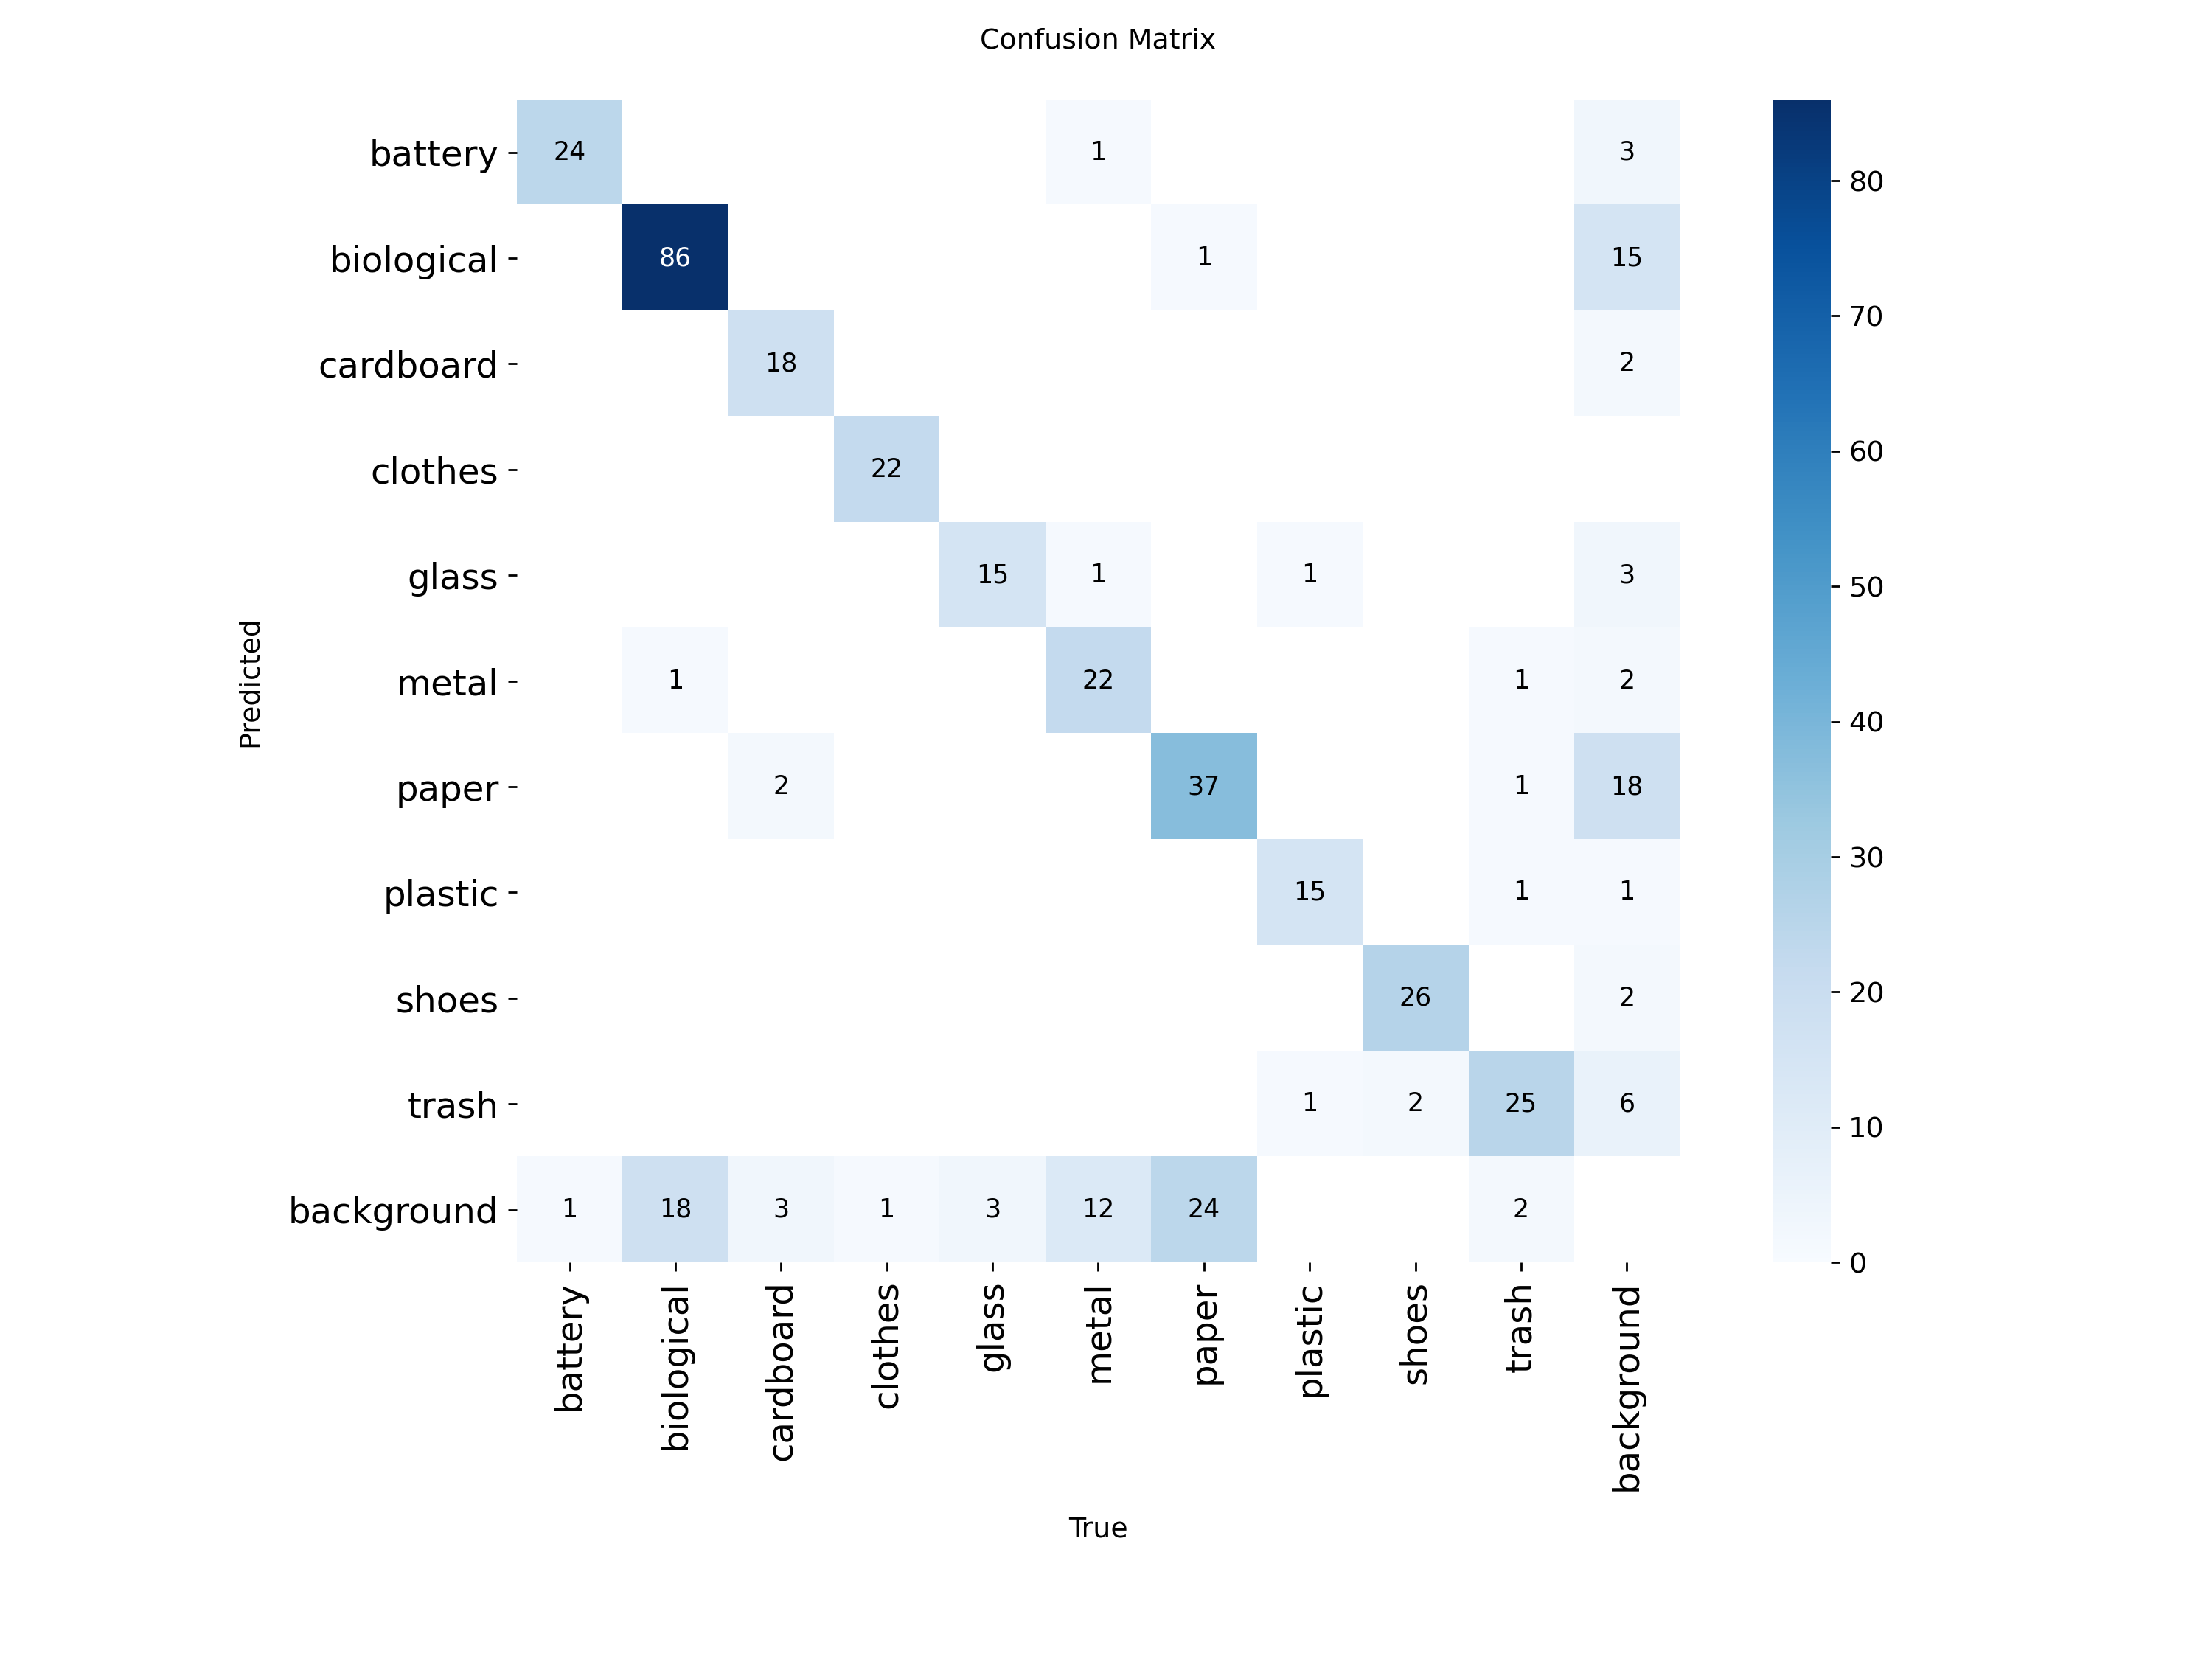 Confusion Matrix
battery 24 1 3
biological 86 1 15
cardboard 18 2
clothes 22
glass 15 1 1 3
metal 1 22 1 2
paper 2 37 1 18
plastic 15 1 1
shoes 26 2
trash 1 2 25 6
background 1 18 3 1 3 12 24 2
Predicted
battery biological cardboard clothes glass metal paper plastic shoes trash background
True
80
70
60
50
40
30
20
10
0